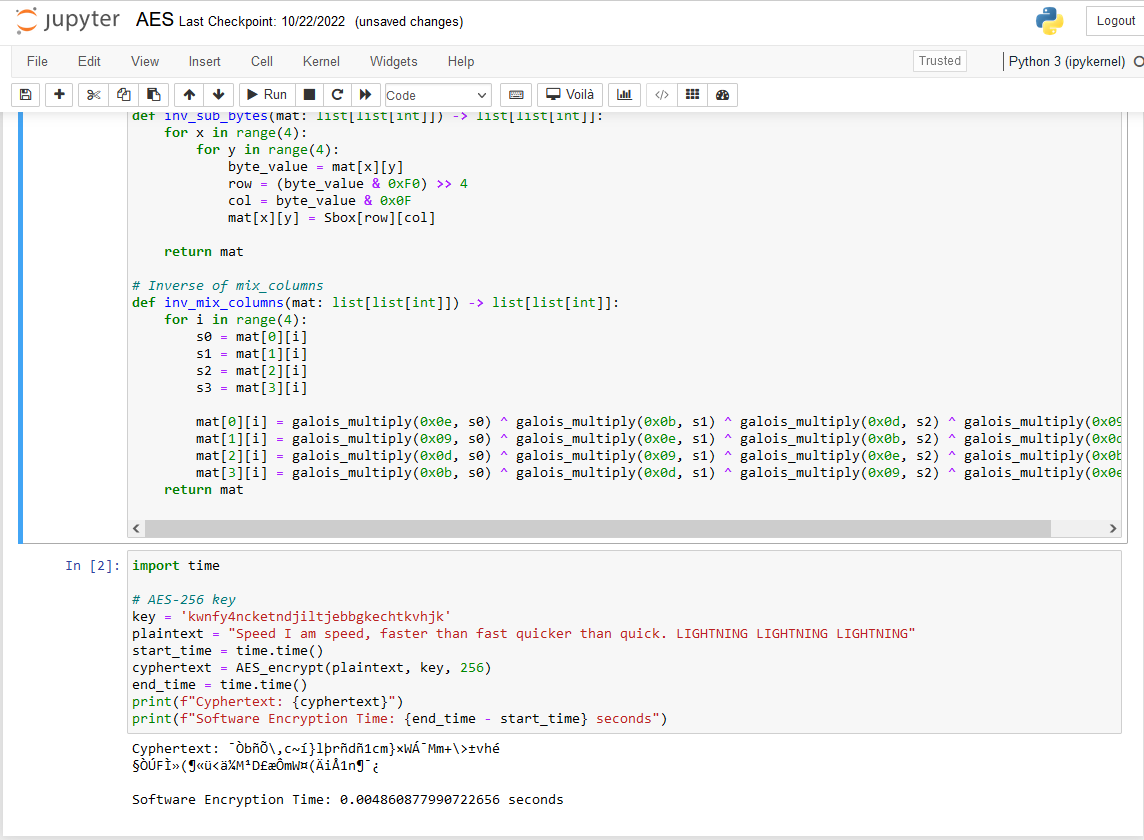 jupyter AES Last Checkpoint: 10/22/2022 (unsaved changes) Logout
File Edit View Insert Cell Kernel Widgets Help Trusted Python 3 (ipykernel)
Run Code Voilà
def inv_sub_bytes(mat: list[list[int]]) -> list[list[int]]:
    for x in range(4):
        for y in range(4):
            byte_value = mat[x][y]
            row = (byte_value & 0xF0) >> 4
            col = byte_value & 0x0F
            mat[x][y] = Sbox[row][col]
    return mat
# Inverse of mix_columns
def inv_mix_columns(mat: list[list[int]]) -> list[list[int]]:
    for i in range(4):
        s0 = mat[0][i]
        s1 = mat[1][i]
        s2 = mat[2][i]
        s3 = mat[3][i]
        mat[0][i] = galois_multiply(0x0e, s0) ^ galois_multiply(0x0b, s1) ^ galois_multiply(0x0d, s2) ^ galois_multiply(0x09
        mat[1][i] = galois_multiply(0x09, s0) ^ galois_multiply(0x0e, s1) ^ galois_multiply(0x0b, s2) ^ galois_multiply(0x0d
        mat[2][i] = galois_multiply(0x0d, s0) ^ galois_multiply(0x09, s1) ^ galois_multiply(0x0e, s2) ^ galois_multiply(0x0b
        mat[3][i] = galois_multiply(0x0b, s0) ^ galois_multiply(0x0d, s1) ^ galois_multiply(0x09, s2) ^ galois_multiply(0x0e
    return mat
In [2]: import time
# AES-256 key
key = 'kwnfy4ncketndjiltjebbgkechtkvhjk'
plaintext = "Speed I am speed, faster than fast quicker than quick. LIGHTNING LIGHTNING LIGHTNING"
start_time = time.time()
cyphertext = AES_encrypt(plaintext, key, 256)
end_time = time.time()
print(f"Cyphertext: {cyphertext}")
print(f"Software Encryption Time: {end_time - start_time} seconds")
Cyphertext: ¯ÒbñÕ\,c~í}lþrñdñ1cm}×WÁ¯Mm+\>±vhé
§ÒÚFÌ»(¶«ü<ä¾M¹D£æÔmW¤(ÄiÅ1n¶¯¿
Software Encryption Time: 0.004860877990722656 seconds